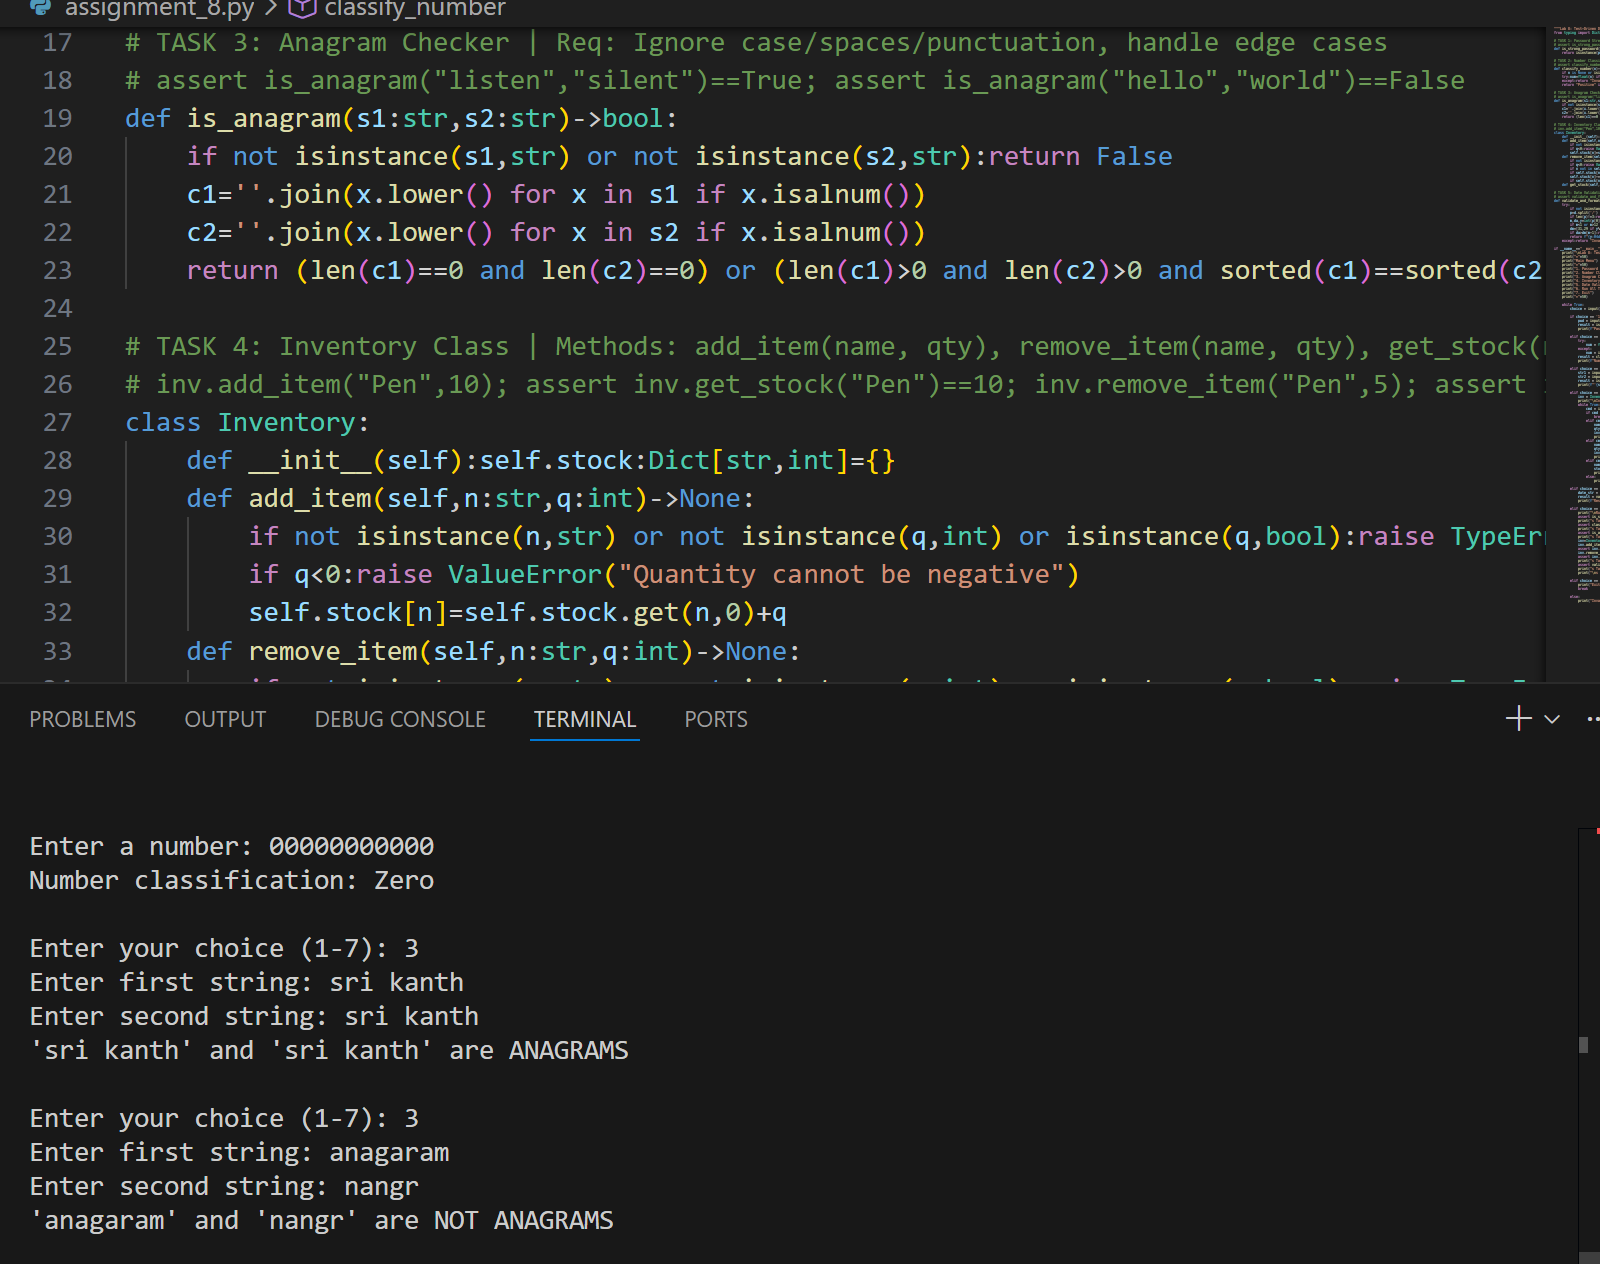 assignment_8.py > classify_number
17 # TASK 3: Anagram Checker | Req: Ignore case/spaces/punctuation, handle edge cases
18 # assert is_anagram("listen","silent")==True; assert is_anagram("hello","world")==False
19 def is_anagram(s1:str,s2:str)->bool:
20 if not isinstance(s1,str) or not isinstance(s2,str):return False
21 c1=''.join(x.lower() for x in s1 if x.isalnum())
22 c2=''.join(x.lower() for x in s2 if x.isalnum())
23 return (len(c1)==0 and len(c2)==0) or (len(c1)>0 and len(c2)>0 and sorted(c1)==sorted(c2
24
25 # TASK 4: Inventory Class | Methods: add_item(name, qty), remove_item(name, qty), get_stock(
26 # inv.add_item("Pen",10); assert inv.get_stock("Pen")==10; inv.remove_item("Pen",5); assert
27 class Inventory:
28 def __init__(self):self.stock:Dict[str,int]={}
29 def add_item(self,n:str,q:int)->None:
30 if not isinstance(n,str) or not isinstance(q,int) or isinstance(q,bool):raise TypeEr
31 if q<0:raise ValueError("Quantity cannot be negative")
32 self.stock[n]=self.stock.get(n,0)+q
33 def remove_item(self,n:str,q:int)->None:
PROBLEMS OUTPUT DEBUG CONSOLE TERMINAL PORTS
Enter a number: 00000000000
Number classification: Zero
Enter your choice (1-7): 3
Enter first string: sri kanth
Enter second string: sri kanth
'sri kanth' and 'sri kanth' are ANAGRAMS
Enter your choice (1-7): 3
Enter first string: anagaram
Enter second string: nangr
'anagaram' and 'nangr' are NOT ANAGRAMS